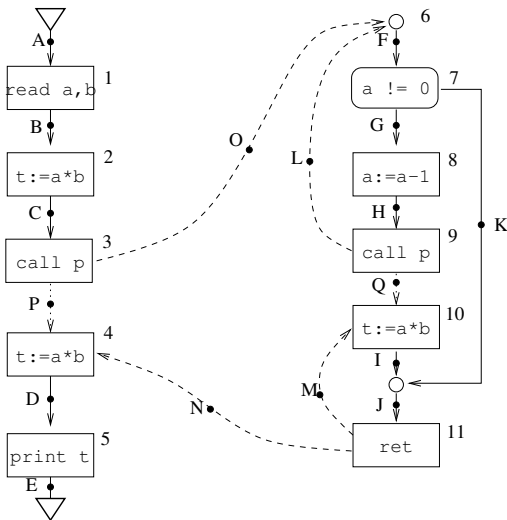 A
1
read a,b
B
2
t:=a*b
C
3
call p
P
4
t:=a*b
D
5
print t
E
O
L
N
M
6
F
7
a != 0
G
8
a:=a-1
H
9
call p
Q
10
t:=a*b
I
J
11
ret
K